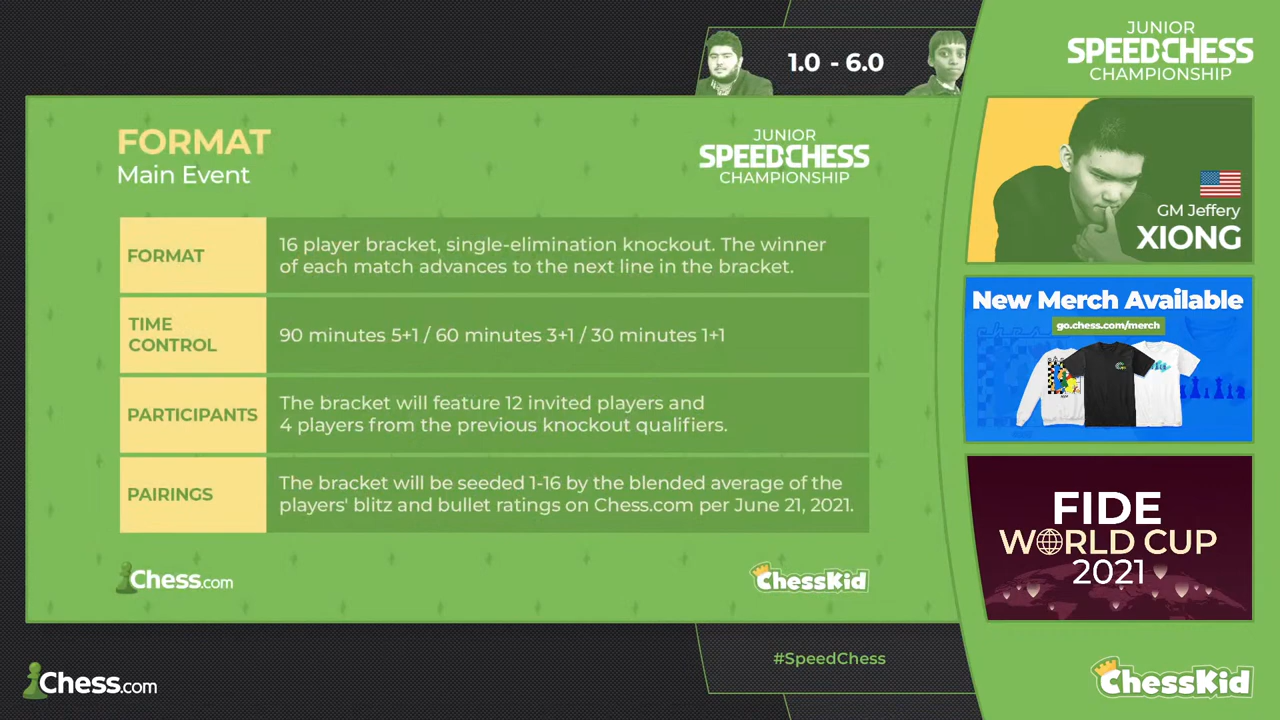 1.0 - 6.0
JUNIOR
SPEEDCHESS
CHAMPIONSHIP
FORMAT
Main Event
JUNIOR
SPEEDCHESS
CHAMPIONSHIP
FORMAT
16 player bracket, single-elimination knockout. The winner
of each match advances to the next line in the bracket.
TIME
CONTROL
90 minutes 5+1 / 60 minutes 3+1 / 30 minutes 1+1
PARTICIPANTS
The bracket will feature 12 invited players and
4 players from the previous knockout qualifiers.
PAIRINGS
The bracket will be seeded 1-16 by the blended average of the
players' blitz and bullet ratings on Chess.com per June 21, 2021.
Chess.com
ChessKid
GM Jeffery
XIONG
New Merch Available
go.chess.com/merch
FIDE
WORLD CUP
2021
#SpeedChess
Chess.com
ChessKid